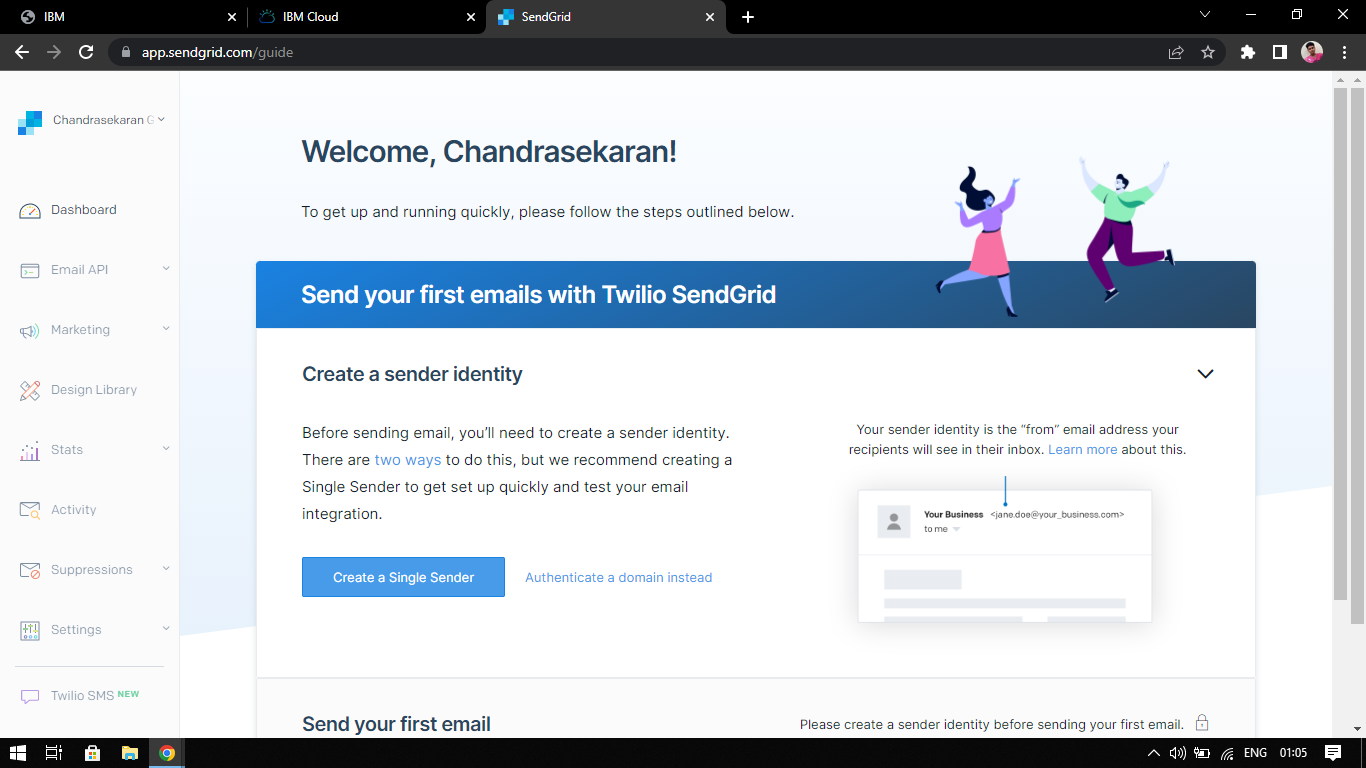 IBM
IBM Cloud
SendGrid
app.sendgrid.com/guide
Chandrasekaran G
Dashboard
Email API
Marketing
Design Library
Stats
Activity
Suppressions
Settings
Twilio SMS NEW
Welcome, Chandrasekaran!
To get up and running quickly, please follow the steps outlined below.
Send your first emails with Twilio SendGrid
Create a sender identity
Before sending email, you'll need to create a sender identity.
There are two ways to do this, but we recommend creating a
Single Sender to get set up quickly and test your email
integration.
Create a Single Sender
Authenticate a domain instead
Your sender identity is the “from” email address your
recipients will see in their inbox. Learn more about this.
Your Business <jane.doe@your_business.com>
to me
Send your first email
Please create a sender identity before sending your first email.
ENG
01:05